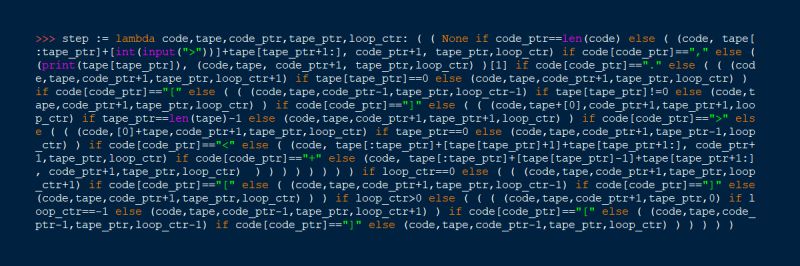 >>> step := lambda code,tape,code_ptr,tape_ptr,loop_ctr: ( ( None if code_ptr==len(code) else ( (code, tape[
:tape_ptr]+[int(input(">"))]+tape[tape_ptr+1:], code_ptr+1, tape_ptr,loop_ctr) if code[code_ptr]=="," else (
(print(tape[tape_ptr]), (code,tape, code_ptr+1, tape_ptr,loop_ctr) )[1] if code[code_ptr]=="." else ( ( (cod
e,tape,code_ptr+1,tape_ptr,loop_ctr+1) if tape[tape_ptr]==0 else (code,tape,code_ptr+1,tape_ptr,loop_ctr) )
if code[code_ptr]=="[" else ( ( (code,tape,code_ptr-1,tape_ptr,loop_ctr-1) if tape[tape_ptr]!=0 else (code,t
ape,code_ptr+1,tape_ptr,loop_ctr) ) if code[code_ptr]=="]" else ( ( (code,tape+[0],code_ptr+1,tape_ptr+1,loo
p_ctr) if tape_ptr==len(tape)-1 else (code,tape,code_ptr+1,tape_ptr+1,loop_ctr) ) if code[code_ptr]==">" els
e ( ( (code,[0]+tape,code_ptr+1,tape_ptr,loop_ctr) if tape_ptr==0 else (code,tape,code_ptr+1,tape_ptr-1,loop
_ctr) ) if code[code_ptr]=="<" else ( (code, tape[:tape_ptr]+[tape[tape_ptr]+1]+tape[tape_ptr+1:], code_ptr+
1,tape_ptr,loop_ctr) if code[code_ptr]=="+" else (code, tape[:tape_ptr]+[tape[tape_ptr]-1]+tape[tape_ptr+1:]
, code_ptr+1,tape_ptr,loop_ctr) ) ) ) ) ) ) ) ) if loop_ctr==0 else ( ( (code,tape,code_ptr+1,tape_ptr,loop_
ctr+1) if code[code_ptr]=="[" else ( (code,tape,code_ptr+1,tape_ptr,loop_ctr-1) if code[code_ptr]=="]" else
(code,tape,code_ptr+1,tape_ptr,loop_ctr) ) ) if loop_ctr>0 else ( ( ( (code,tape,code_ptr+1,tape_ptr,0) if l
oop_ctr==-1 else (code,tape,code_ptr-1,tape_ptr,loop_ctr+1) ) if code[code_ptr]=="[" else ( (code,tape,code_
ptr-1,tape_ptr,loop_ctr-1) if code[code_ptr]=="]" else (code,tape,code_ptr-1,tape_ptr,loop_ctr) ) ) ) ) )